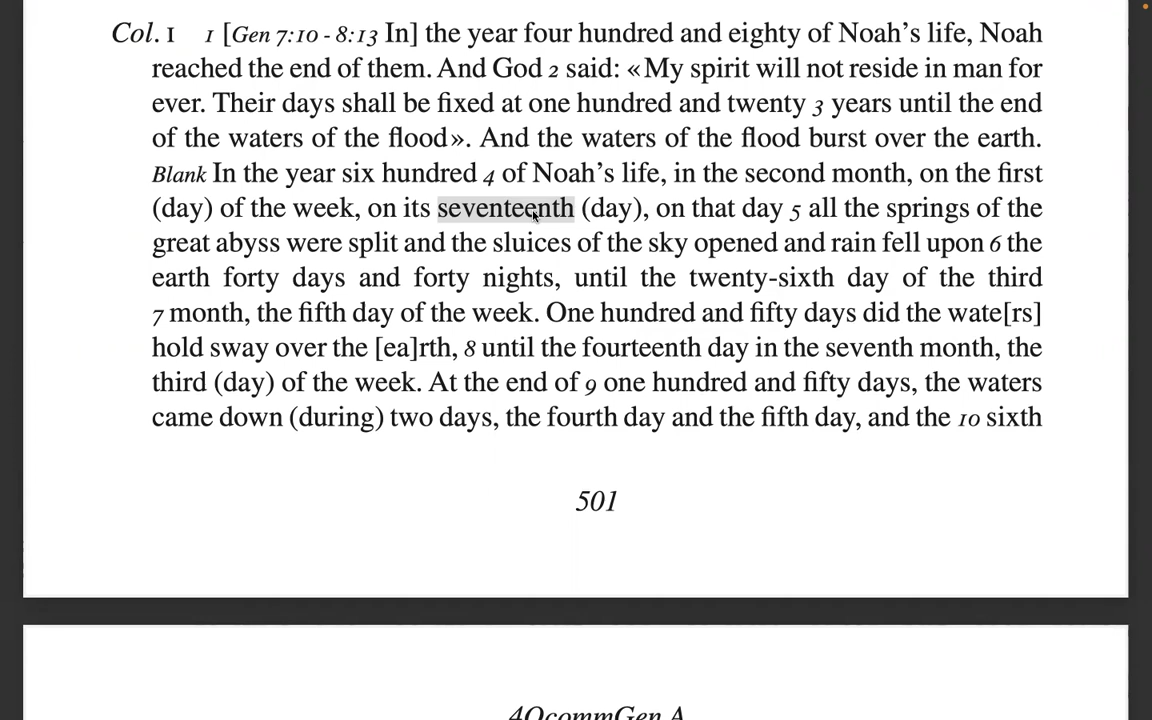 Col. I 1 [Gen 7:10 - 8:13 In] the year four hundred and eighty of Noah’s life, Noah
reached the end of them. And God 2 said: «My spirit will not reside in man for
ever. Their days shall be fixed at one hundred and twenty 3 years until the end
of the waters of the flood». And the waters of the flood burst over the earth.
Blank In the year six hundred 4 of Noah’s life, in the second month, on the first
(day) of the week, on its seventeenth (day), on that day 5 all the springs of the
great abyss were split and the sluices of the sky opened and rain fell upon 6 the
earth forty days and forty nights, until the twenty-sixth day of the third
7 month, the fifth day of the week. One hundred and fifty days did the wate[rs]
hold sway over the [ea]rth, 8 until the fourteenth day in the seventh month, the
third (day) of the week. At the end of 9 one hundred and fifty days, the waters
came down (during) two days, the fourth day and the fifth day, and the 10 sixth
501
4QcommGen A